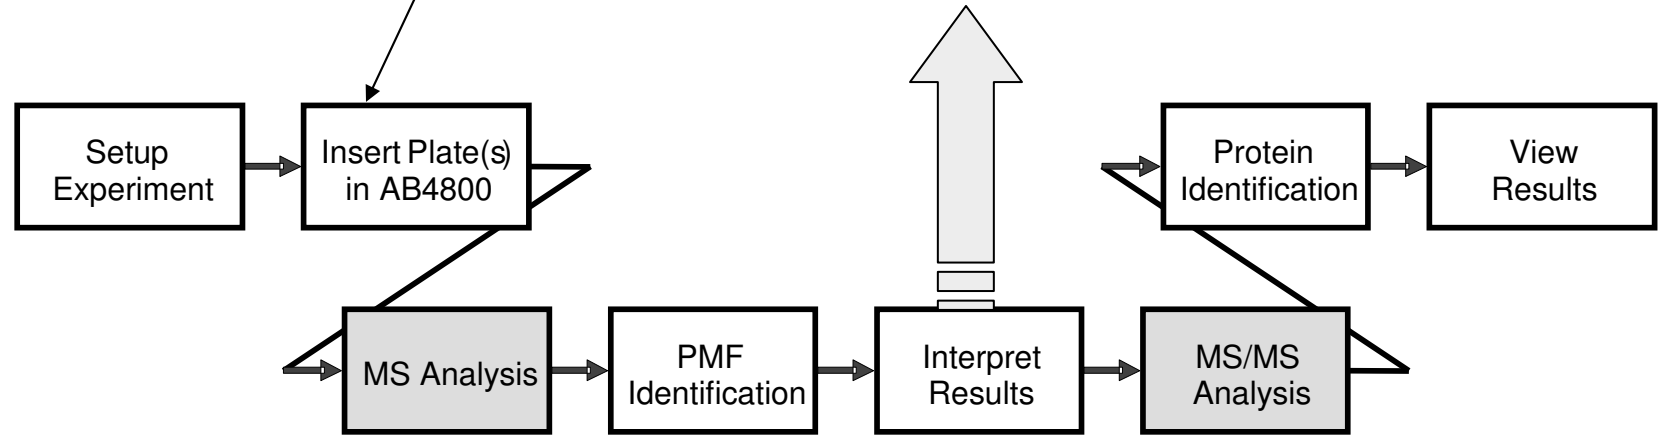 Setup
Experiment
Insert Plate(s)
in AB4800
MS Analysis
PMF
Identification
Interpret
Results
MS/MS
Analysis
Protein
Identification
View
Results